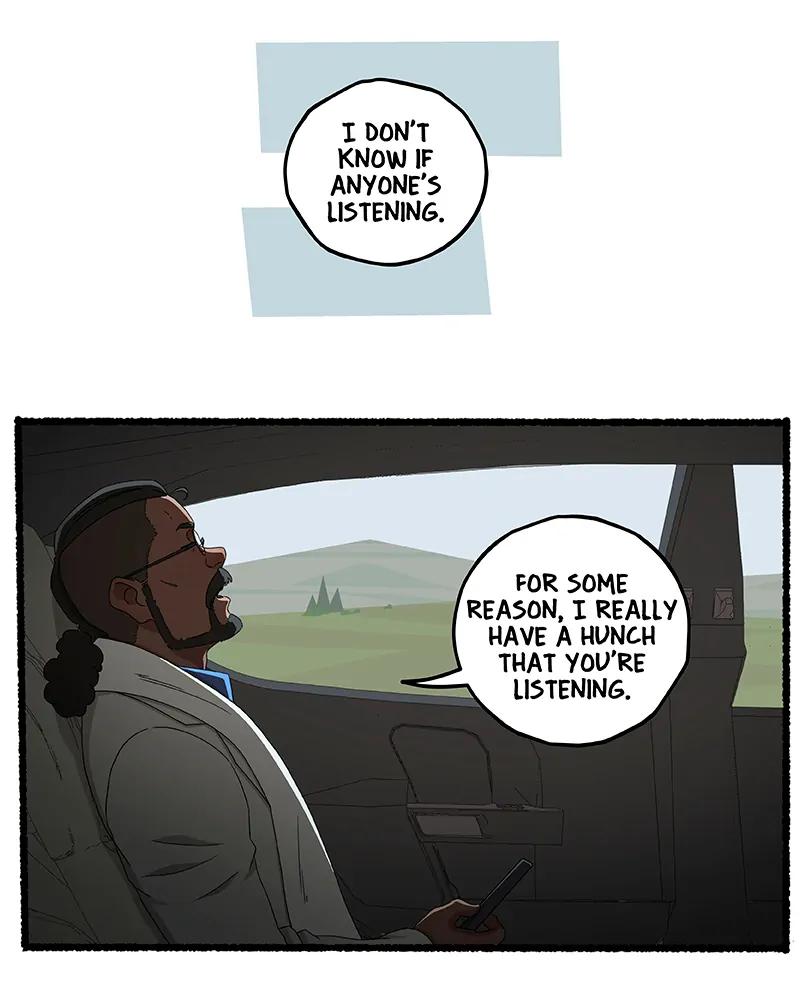 I DON'T
KNOW IF
ANYONE'S
LISTENING.
FOR SOME
REASON, I REALLY
HAVE A HUNCH
THAT YOU'RE
LISTENING.